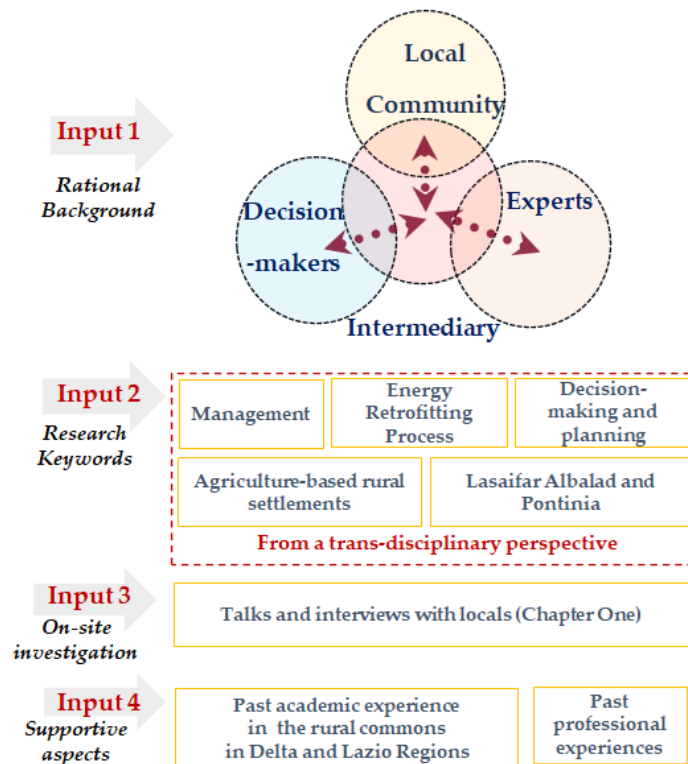 Local
Community
Input 1
Rational
Background
Decision
-makers
Experts
Intermediary
Input 2
Research
Keywords
Management
Energy
Retrofitting
Process
Decision-
making and
planning
Agriculture-based rural
settlements
Lasaifar Albalad and
Pontinia
From a trans-disciplinary perspective
Input 3
On-site
investigation
Talks and interviews with locals (Chapter One)
Input 4
Supportive
aspects
Past academic experience
in the rural commons
in Delta and Lazio Regions
Past
professional
experiences